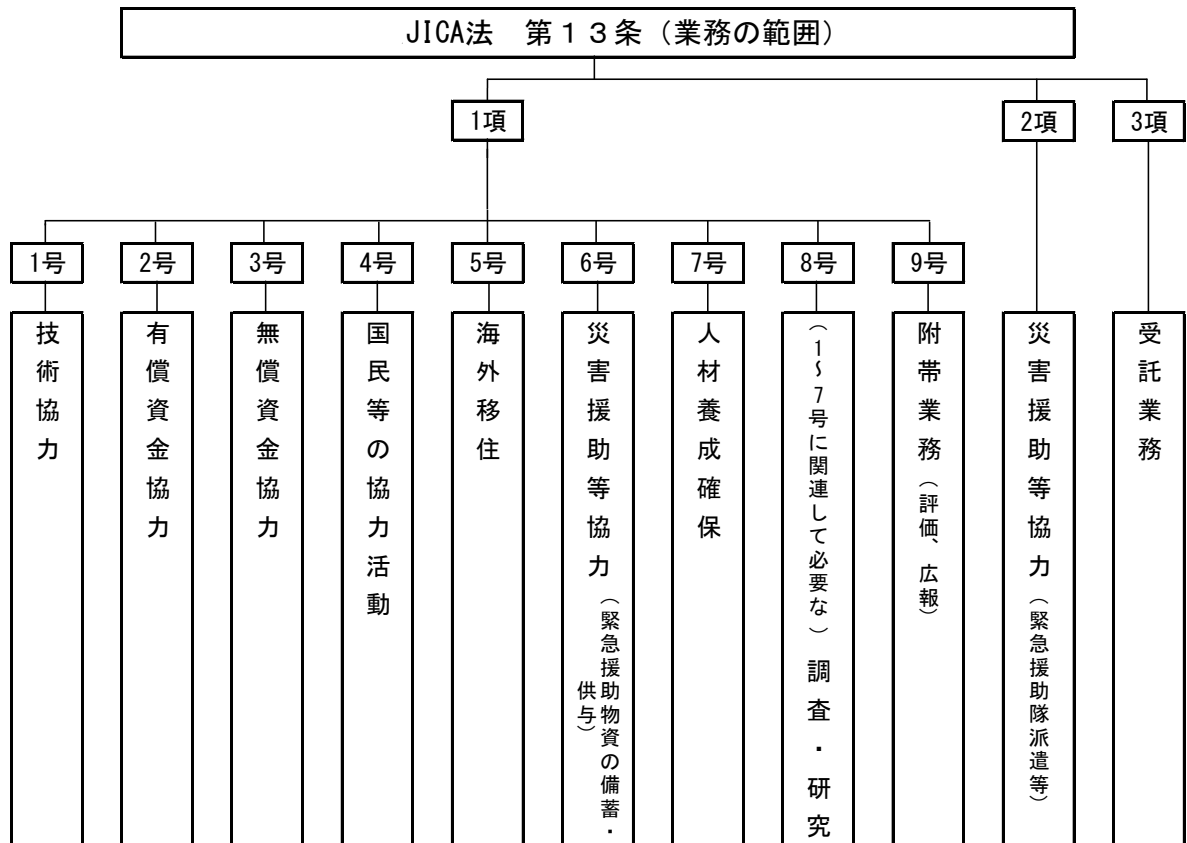 JICA法　第１３条（業務の範囲）
1項
2項
3項
1号
2号
3号
4号
5号
6号
7号
8号
9号
技術協力
有償資金協力
無償資金協力
国民等の協力活動
海外移住
災害援助等協力（緊急援助物資の備蓄・
供与）
人材養成確保
（1～7号に関連して必要な）調査・研究
附帯業務（評価、広報）
災害援助等協力（緊急援助隊派遣等）
受託業務